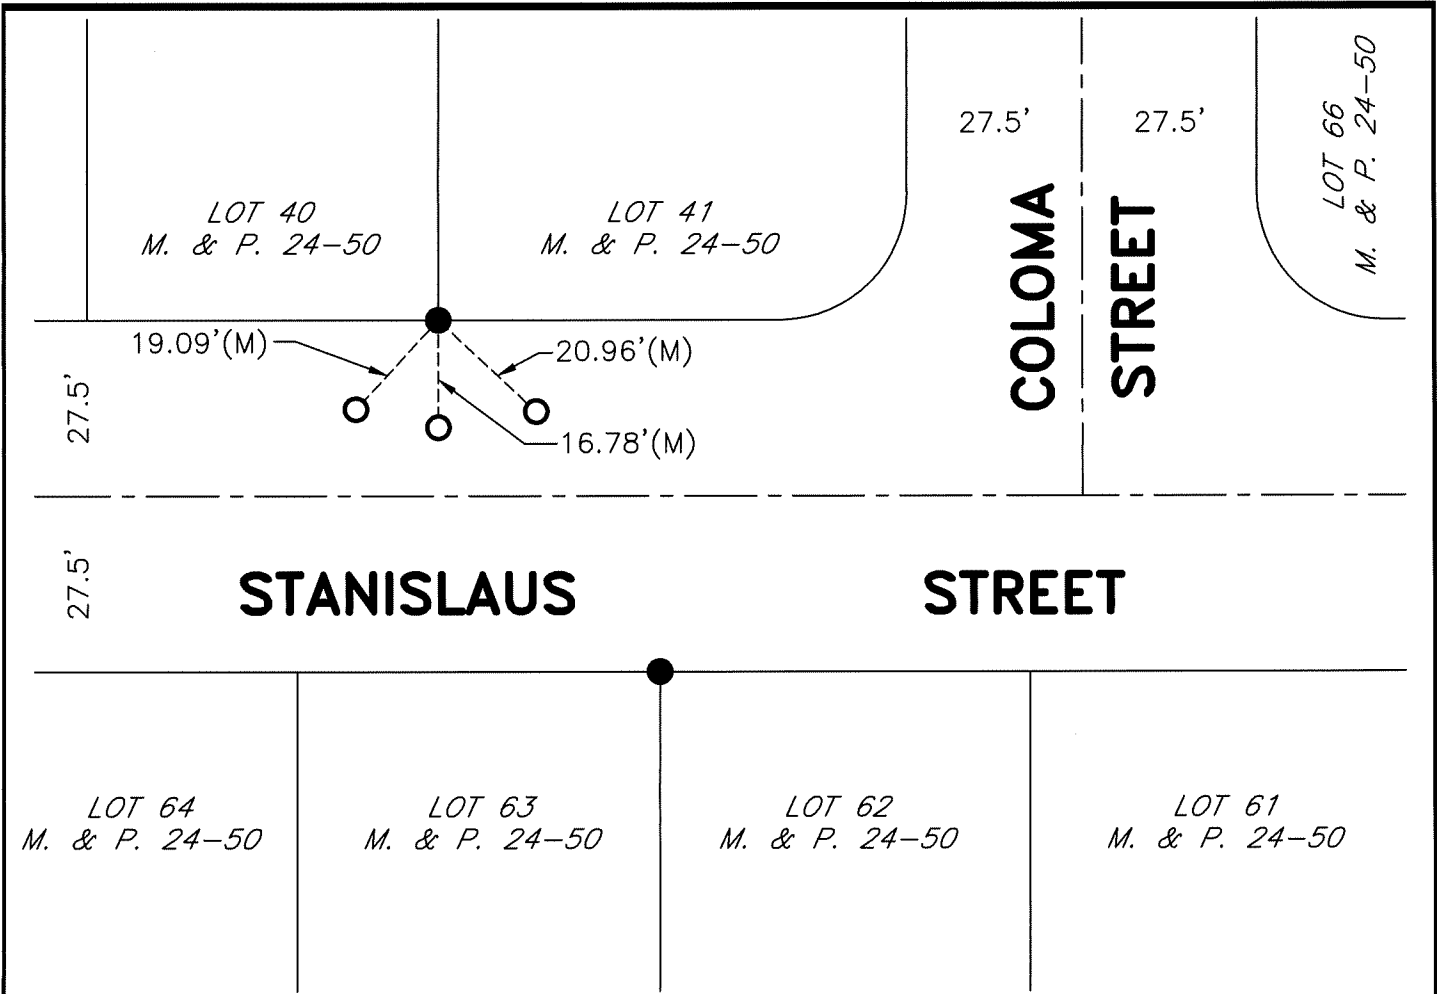 27.5’
27.5’
LOT 66
M. & P. 24-50
LOT 40
M. & P. 24-50
LOT 41
M. & P. 24-50
COLOMA
STREET
19.09’(M)
20.96’(M)
16.78’(M)
27.5’
27.5’
STANISLAUS STREET
LOT 64
M. & P. 24-50
LOT 63
M. & P. 24-50
LOT 62
M. & P. 24-50
LOT 61
M. & P. 24-50